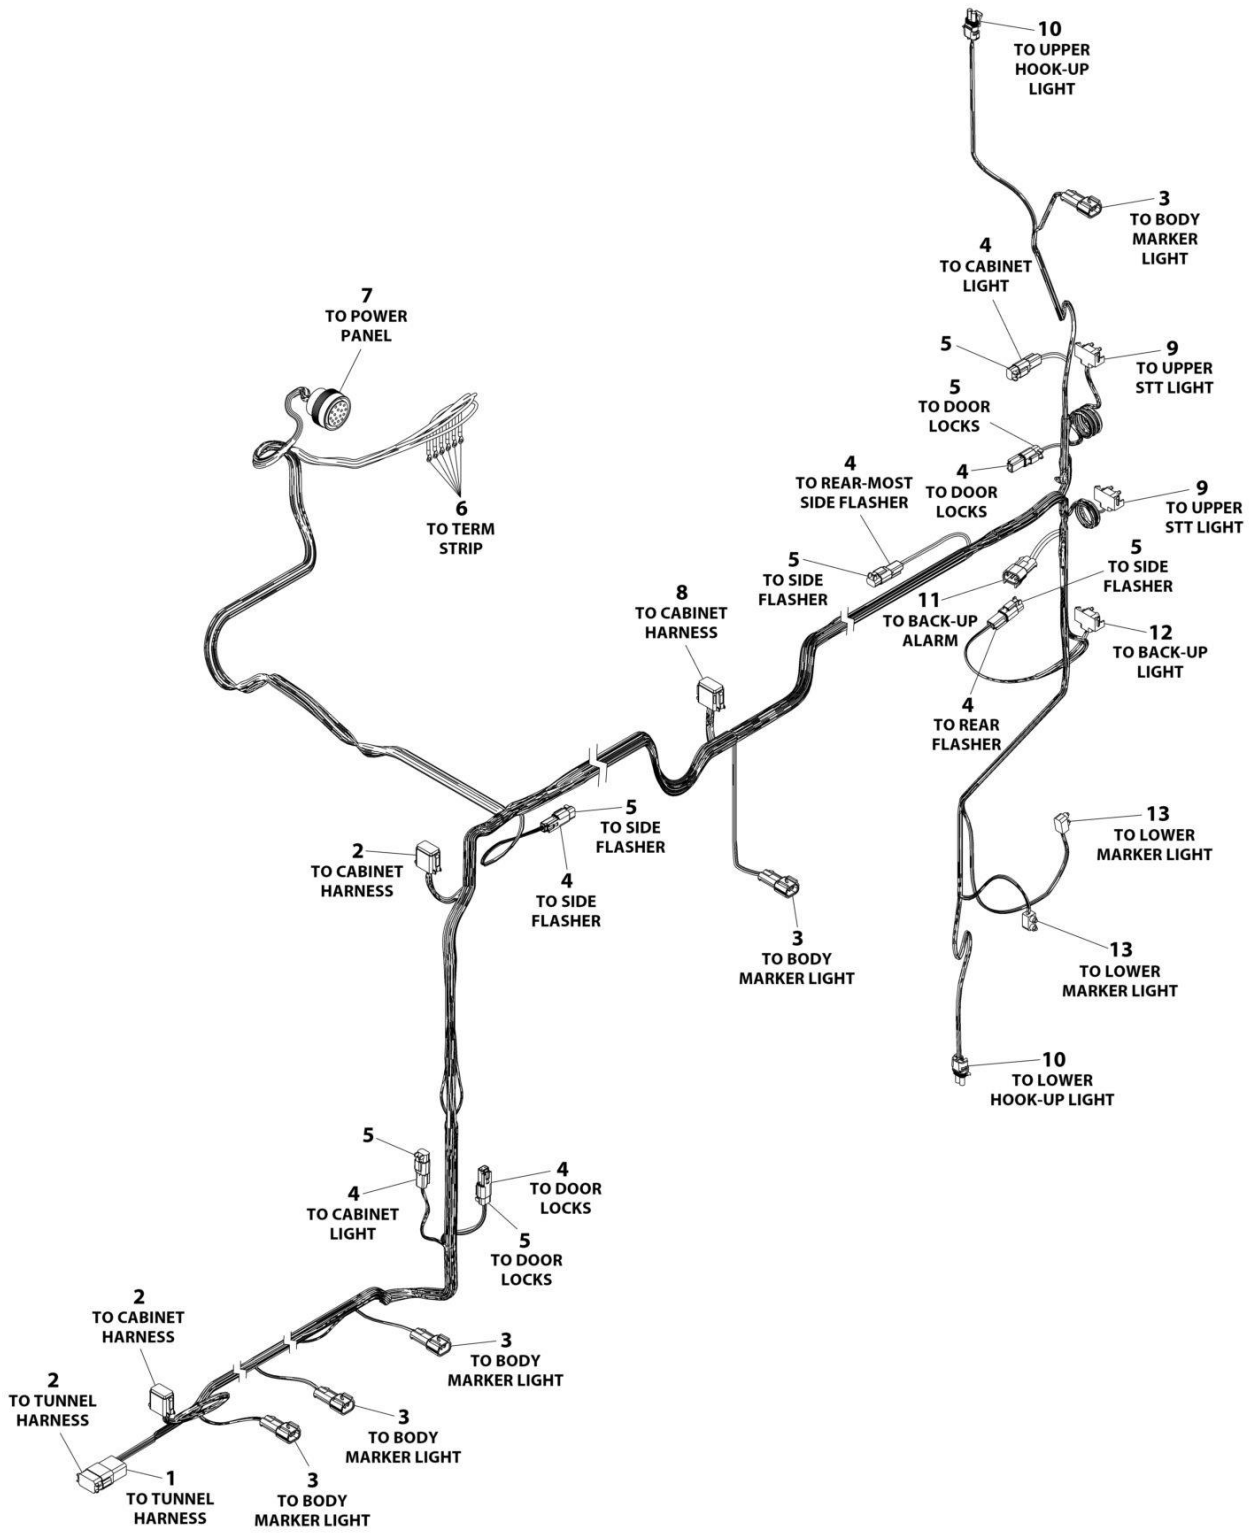 10
TO UPPER
HOOK-UP
LIGHT
3
TO BODY
MARKER
LIGHT
4
TO CABINET
LIGHT
7
TO POWER
PANEL
5
9
TO UPPER
STT LIGHT
5
TO DOOR
LOCKS
4
TO REAR-MOST
SIDE FLASHER
4
TO DOOR
LOCKS
9
TO UPPER
STT LIGHT
6
TO TERM
STRIP
5
TO SIDE
FLASHER
5
TO SIDE
FLASHER
8
TO CABINET
HARNESS
11
TO BACK-UP
ALARM
12
TO BACK-UP
LIGHT
4
TO REAR
FLASHER
5
TO SIDE
FLASHER
13
TO LOWER
MARKER LIGHT
2
TO CABINET
HARNESS
4
TO SIDE
FLASHER
3
TO BODY
MARKER LIGHT
13
TO LOWER
MARKER LIGHT
10
TO LOWER
HOOK-UP LIGHT
5
4
TO DOOR
LOCKS
4
TO CABINET
LIGHT
5
TO DOOR
LOCKS
2
TO CABINET
HARNESS
3
TO BODY
MARKER LIGHT
2
TO TUNNEL
HARNESS
3
TO BODY
MARKER LIGHT
1
TO TUNNEL
HARNESS
3
TO BODY
MARKER LIGHT